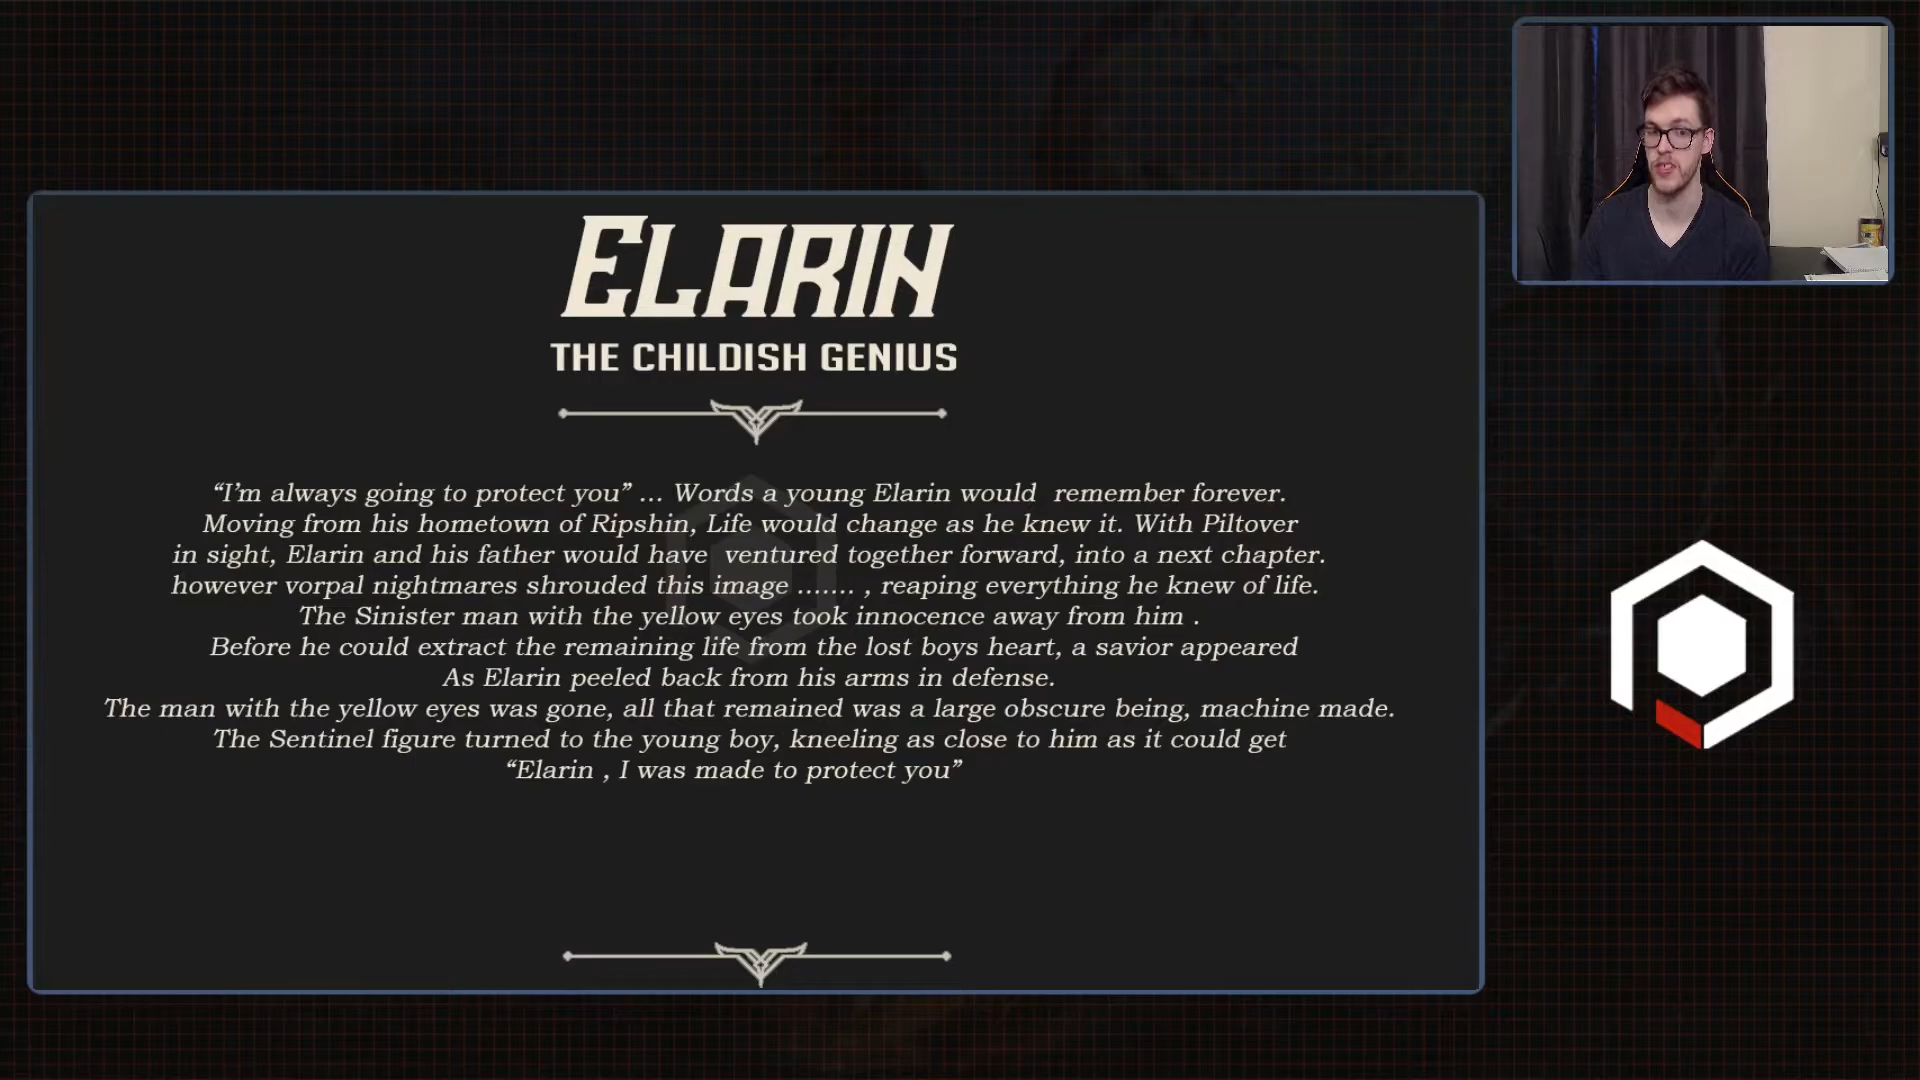 ELARIN
THE CHILDISH GENIUS
“I’m always going to protect you” ... Words a young Elarin would  remember forever.
Moving from his hometown of Ripshin, Life would change as he knew it. With Piltover
in sight, Elarin and his father would have  ventured together forward, into a next chapter.
however vorpal nightmares shrouded this image ....... , reaping everything he knew of life.
The Sinister man with the yellow eyes took innocence away from him .
Before he could extract the remaining life from the lost boys heart, a savior appeared
As Elarin peeled back from his arms in defense.
The man with the yellow eyes was gone, all that remained was a large obscure being, machine made.
The Sentinel figure turned to the young boy, kneeling as close to him as it could get
“Elarin , I was made to protect you”